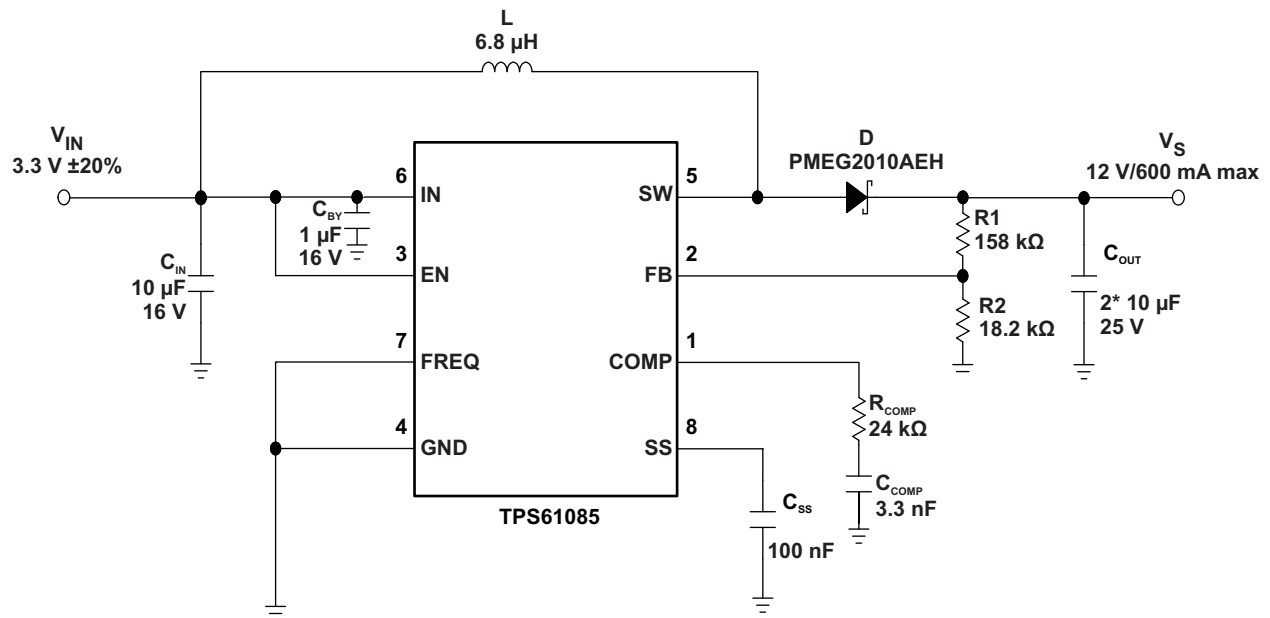 L
6.8 µH
V_IN
3.3 V ±20%
D
PMEG2010AEH
V_S
12 V/600 mA max
6
IN
SW
5
C_BY
1 µF
16 V
R1
158 kΩ
C_IN
10 µF
16 V
3
EN
FB
2
C_OUT
2* 10 µF
25 V
R2
18.2 kΩ
7
FREQ
COMP
1
R_COMP
24 kΩ
4
GND
SS
8
C_COMP
3.3 nF
C_SS
100 nF
TPS61085